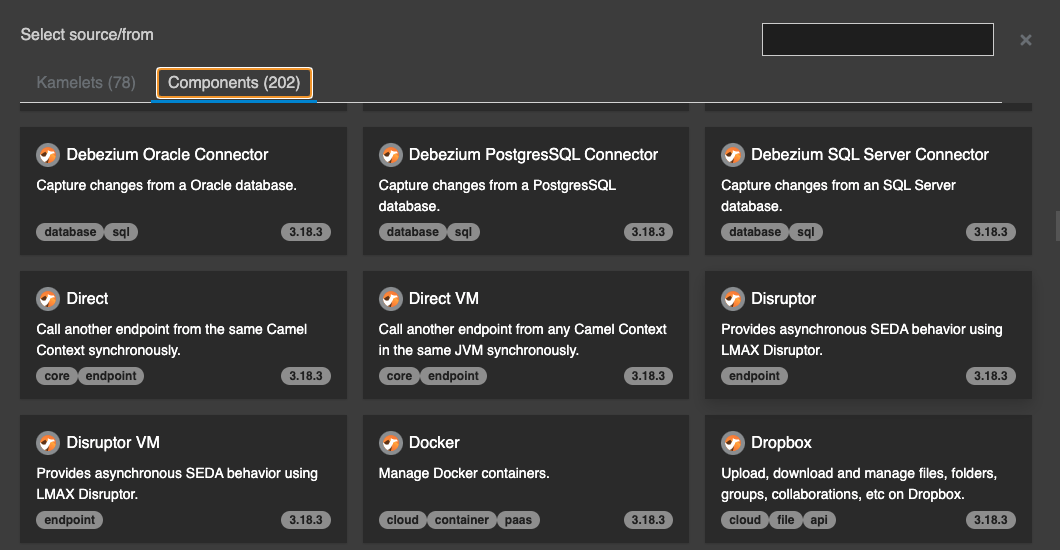 Select source/from
Kamelets (78)
Components (202)
Debezium Oracle Connector
Capture changes from a Oracle database.
database sql 3.18.3
Debezium PostgresSQL Connector
Capture changes from a PostgresSQL
database.
database sql 3.18.3
Debezium SQL Server Connector
Capture changes from an SQL Server
database.
database sql 3.18.3
Direct
Call another endpoint from the same Camel
Context synchronously.
core endpoint 3.18.3
Direct VM
Call another endpoint from any Camel Context
in the same JVM synchronously.
core endpoint 3.18.3
Disruptor
Provides asynchronous SEDA behavior using
LMAX Disruptor.
endpoint 3.18.3
Disruptor VM
Provides asynchronous SEDA behavior using
LMAX Disruptor.
endpoint 3.18.3
Docker
Manage Docker containers.
cloud container paas 3.18.3
Dropbox
Upload, download and manage files, folders,
groups, collaborations, etc on Dropbox.
cloud file api 3.18.3